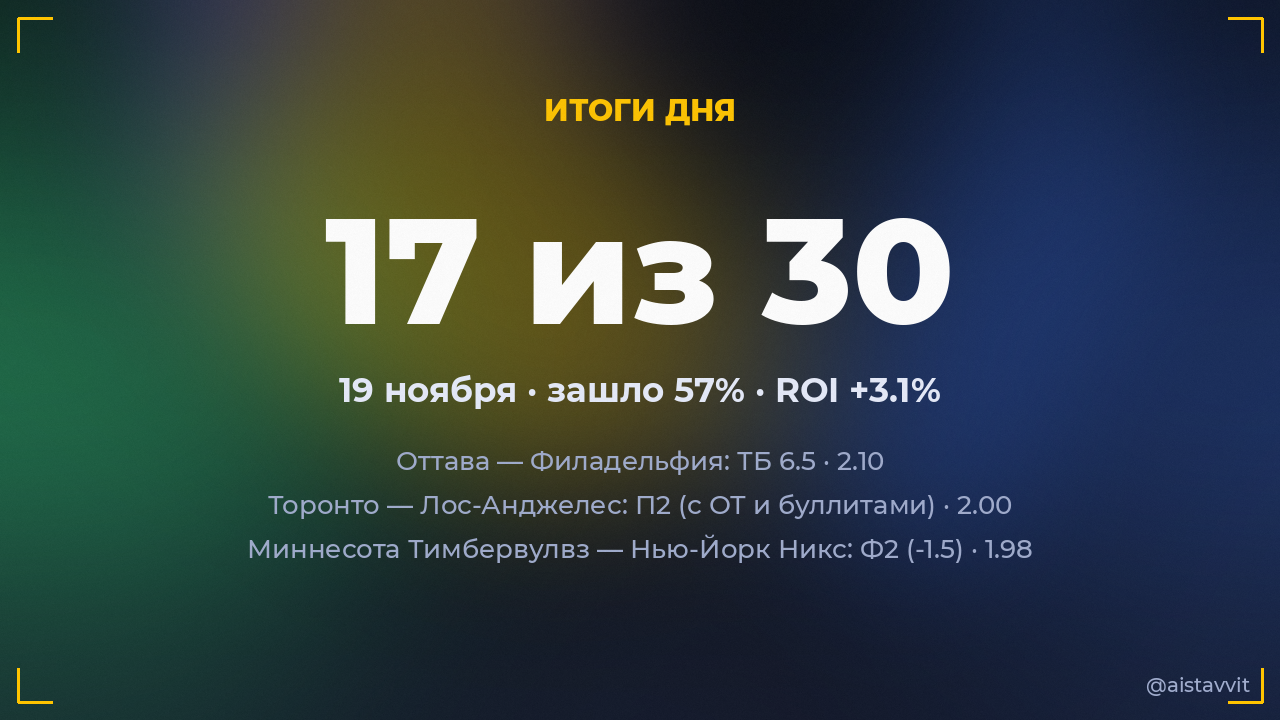 ИТОГИ ДНЯ
17 из 30
19 ноября · зашло 57% · ROI +3.1%
Оттава — Филадельфия: ТБ 6.5 · 2.10
Торонто — Лос-Анджелес: П2 (с ОТ и буллитами) · 2.00
Миннесота Тимбервулвз — Нью-Йорк Никс: Ф2 (-1.5) · 1.98
@aistavvit